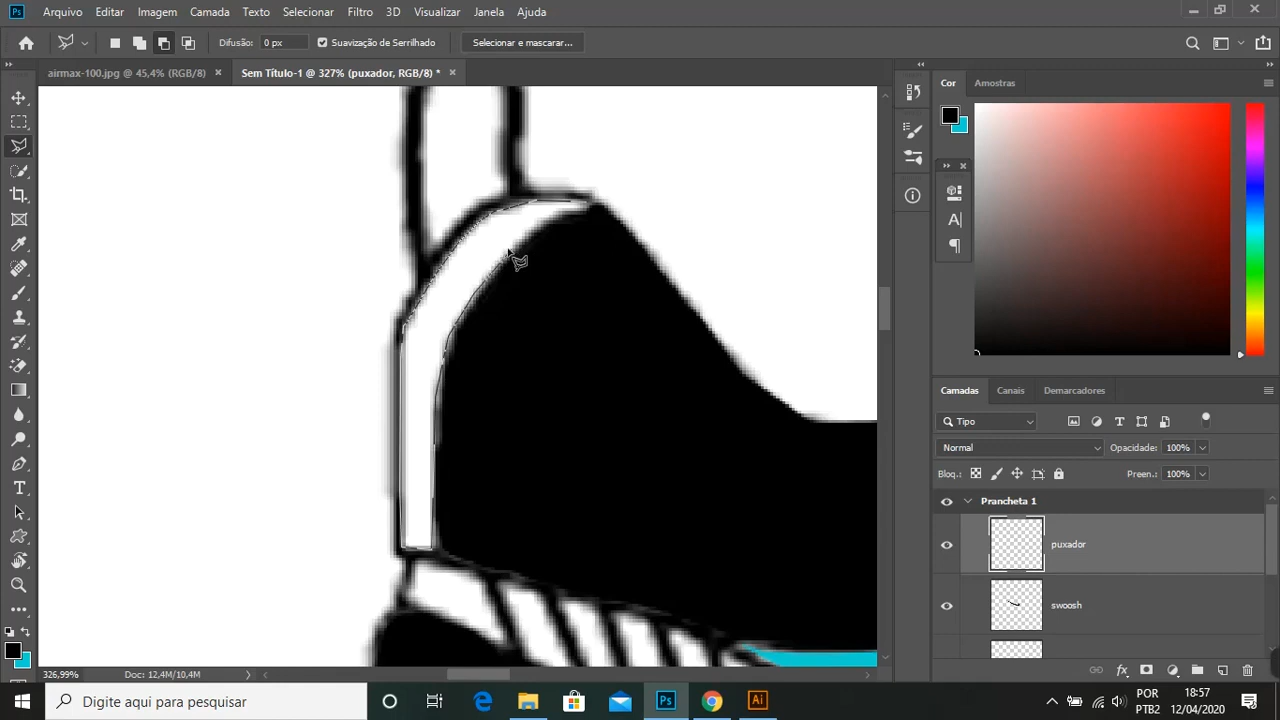 Ps Arquivo Editar Imagem Camada Texto Selecionar Filtro 3D Visualizar Janela Ajuda
Difusão: 0 px Suavização de Serrilhado Selecionar e mascarar...
airmax-100.jpg @ 45,4% (RGB/8) × Sem Título-1 @ 327% (puxador, RGB/8) * ×
Cor Amostras
Camadas Canais Demarcadores
Tipo
Normal Opacidade: 100%
Bloq.: Preen.: 100%
Prancheta 1
puxador
swoosh
326,99% Doc: 12,4M/10,4M
Digite aqui para pesquisar
Ps Ai
POR
PTB2
18:57
12/04/2020